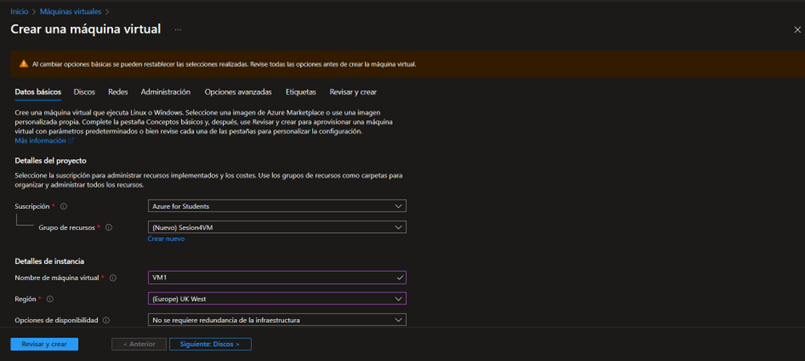 Inicio > Máquinas virtuales >
Crear una máquina virtual ...
Al cambiar opciones básicas se pueden restablecer las selecciones realizadas. Revise todas las opciones antes de crear la máquina virtual.
Datos básicos Discos Redes Administración Opciones avanzadas Etiquetas Revisar y crear
Cree una máquina virtual que ejecuta Linux o Windows. Seleccione una imagen de Azure Marketplace o use una imagen
personalizada propia. Complete la pestaña Conceptos básicos y, después, use Revisar y crear para aprovisionar una máquina
virtual con parámetros predeterminados o bien revise cada una de las pestañas para personalizar la configuración.
Más información
Detalles del proyecto
Seleccione la suscripción para administrar recursos implementados y los costes. Use los grupos de recursos como carpetas para
organizar y administrar todos los recursos.
Suscripción * Azure for Students
Grupo de recursos * (Nuevo) Sesion4VM
Crear nuevo
Detalles de instancia
Nombre de máquina virtual * VM1
Región * (Europe) UK West
Opciones de disponibilidad No se requiere redundancia de la infraestructura
Revisar y crear < Anterior Siguiente: Discos >